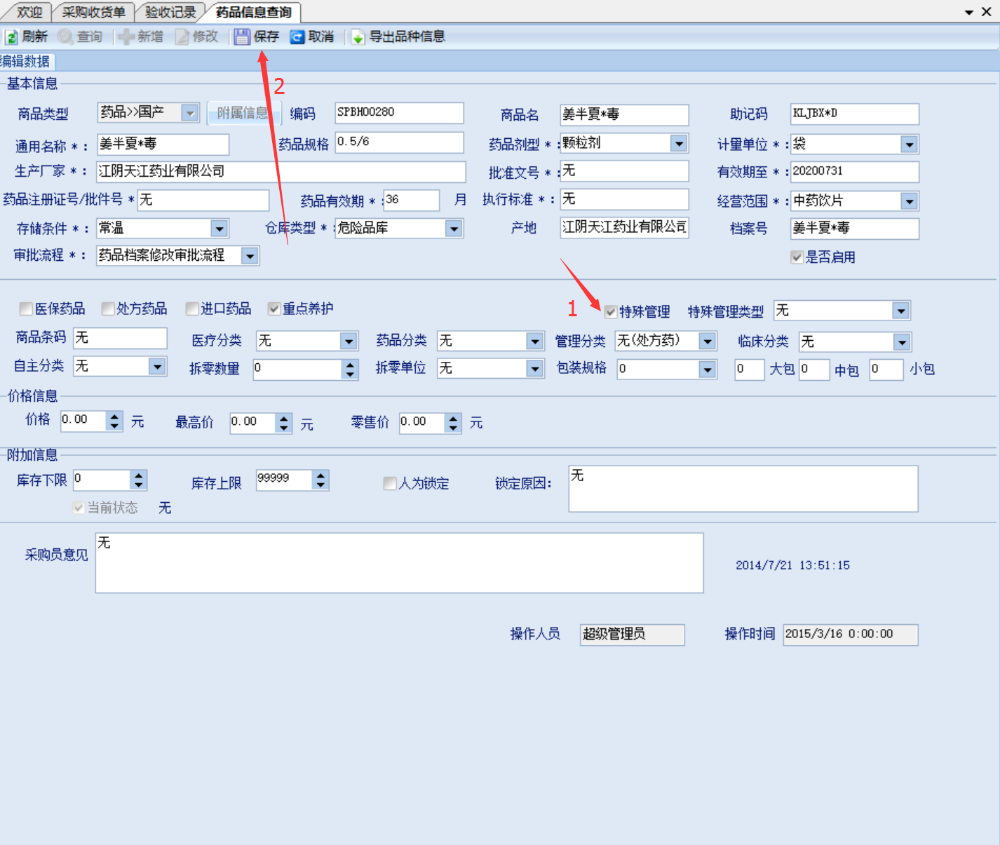 欢迎 采购收货单 验收记录 药品信息查询
刷新 查询 新增 修改 保存 取消 导出品种信息
编辑数据
基本信息
2
商品类型 药品>>国产 附属信息 编码 SPBH00280 商品名 姜半夏*毒 助记码 KLJBX*D
通用名称 *： 姜半夏*毒 药品规格 0.5/6 药品剂型 *： 颗粒剂 计量单位 *： 袋
生产厂家 *： 江阴天江药业有限公司 批准文号 *： 无 有效期至 *： 20200731
药品注册证号/批件号 * 无 药品有效期 *： 36 月 执行标准 *： 无 经营范围 *： 中药饮片
存储条件 *： 常温 仓库类型 *： 危险品库 产地 江阴天江药业有限公司 档案号 姜半夏*毒
审批流程 *： 药品档案修改审批流程 是否启用
医保药品 处方药品 进口药品 重点养护 1 特殊管理 特殊管理类型 无
商品条码 无 医疗分类 无 药品分类 无 管理分类 无(处方药) 临床分类 无
自主分类 无 拆零数量 0 拆零单位 无 包装规格 0 0 大包 0 中包 0 小包
价格信息
价格 0.00 元 最高价 0.00 元 零售价 0.00 元
附加信息
库存下限 0 库存上限 99999 人为锁定 锁定原因： 无
当前状态 无
采购员意见 无
2014/7/21 13:51:15
操作人员 超级管理员 操作时间 2015/3/16 0:00:00